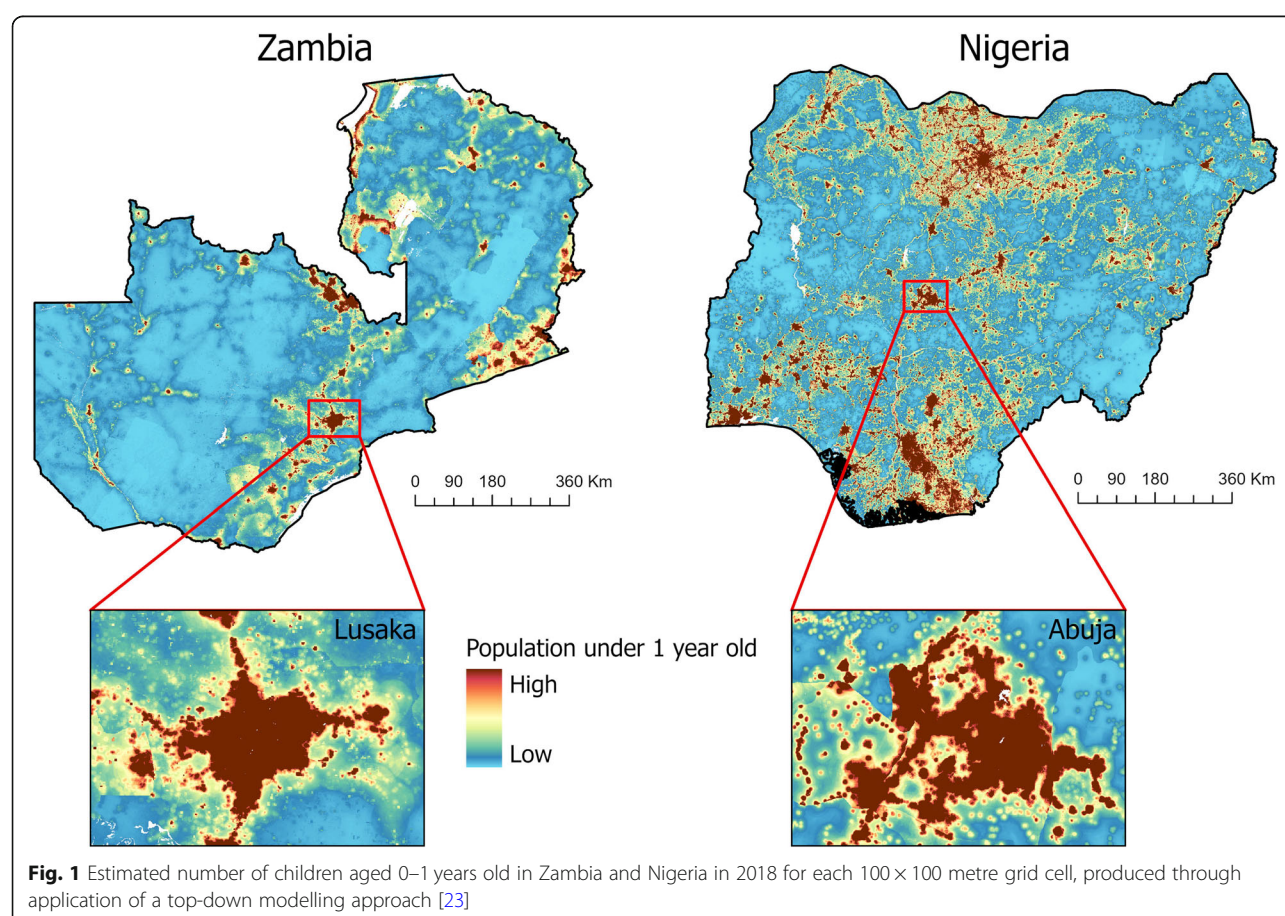 Zambia
Nigeria
0 90 180 360 Km
0 90 180 360 Km
Lusaka
Population under 1 year old
High
Low
Abuja
Fig. 1 Estimated number of children aged 0–1 years old in Zambia and Nigeria in 2018 for each 100 × 100 metre grid cell, produced through
application of a top-down modelling approach [23]